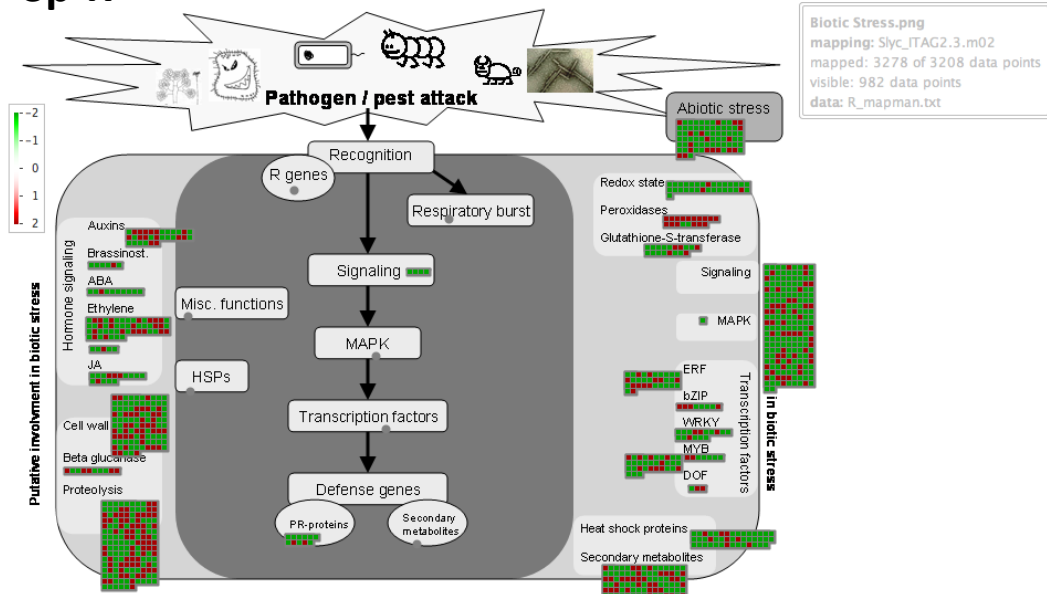 Biotic Stress.png
mapping: Slyc_ITAG2.3.m02
mapped: 3278 of 3208 data points
visible: 982 data points
data: R_mapman.txt
Pathogen / pest attack
-2
-1
0
1
2
Abiotic stress
Recognition
R genes
Respiratory burst
Redox state
Peroxidases
Glutathione-S-transferase
Auxins
Brassinost.
ABA
Ethylene
JA
Hormone signaling
Signaling
Signaling
Misc. functions
MAPK
MAPK
HSPs
ERF
bZIP
WRKY
MYB
DOF
Transcription factors
Transcription factors
Cell wall
Beta glucanase
Proteolysis
Putative involvment in biotic stress
in biotic stress
Defense genes
PR-proteins
Secondary
metabolites
Heat shock proteins
Secondary metabolites